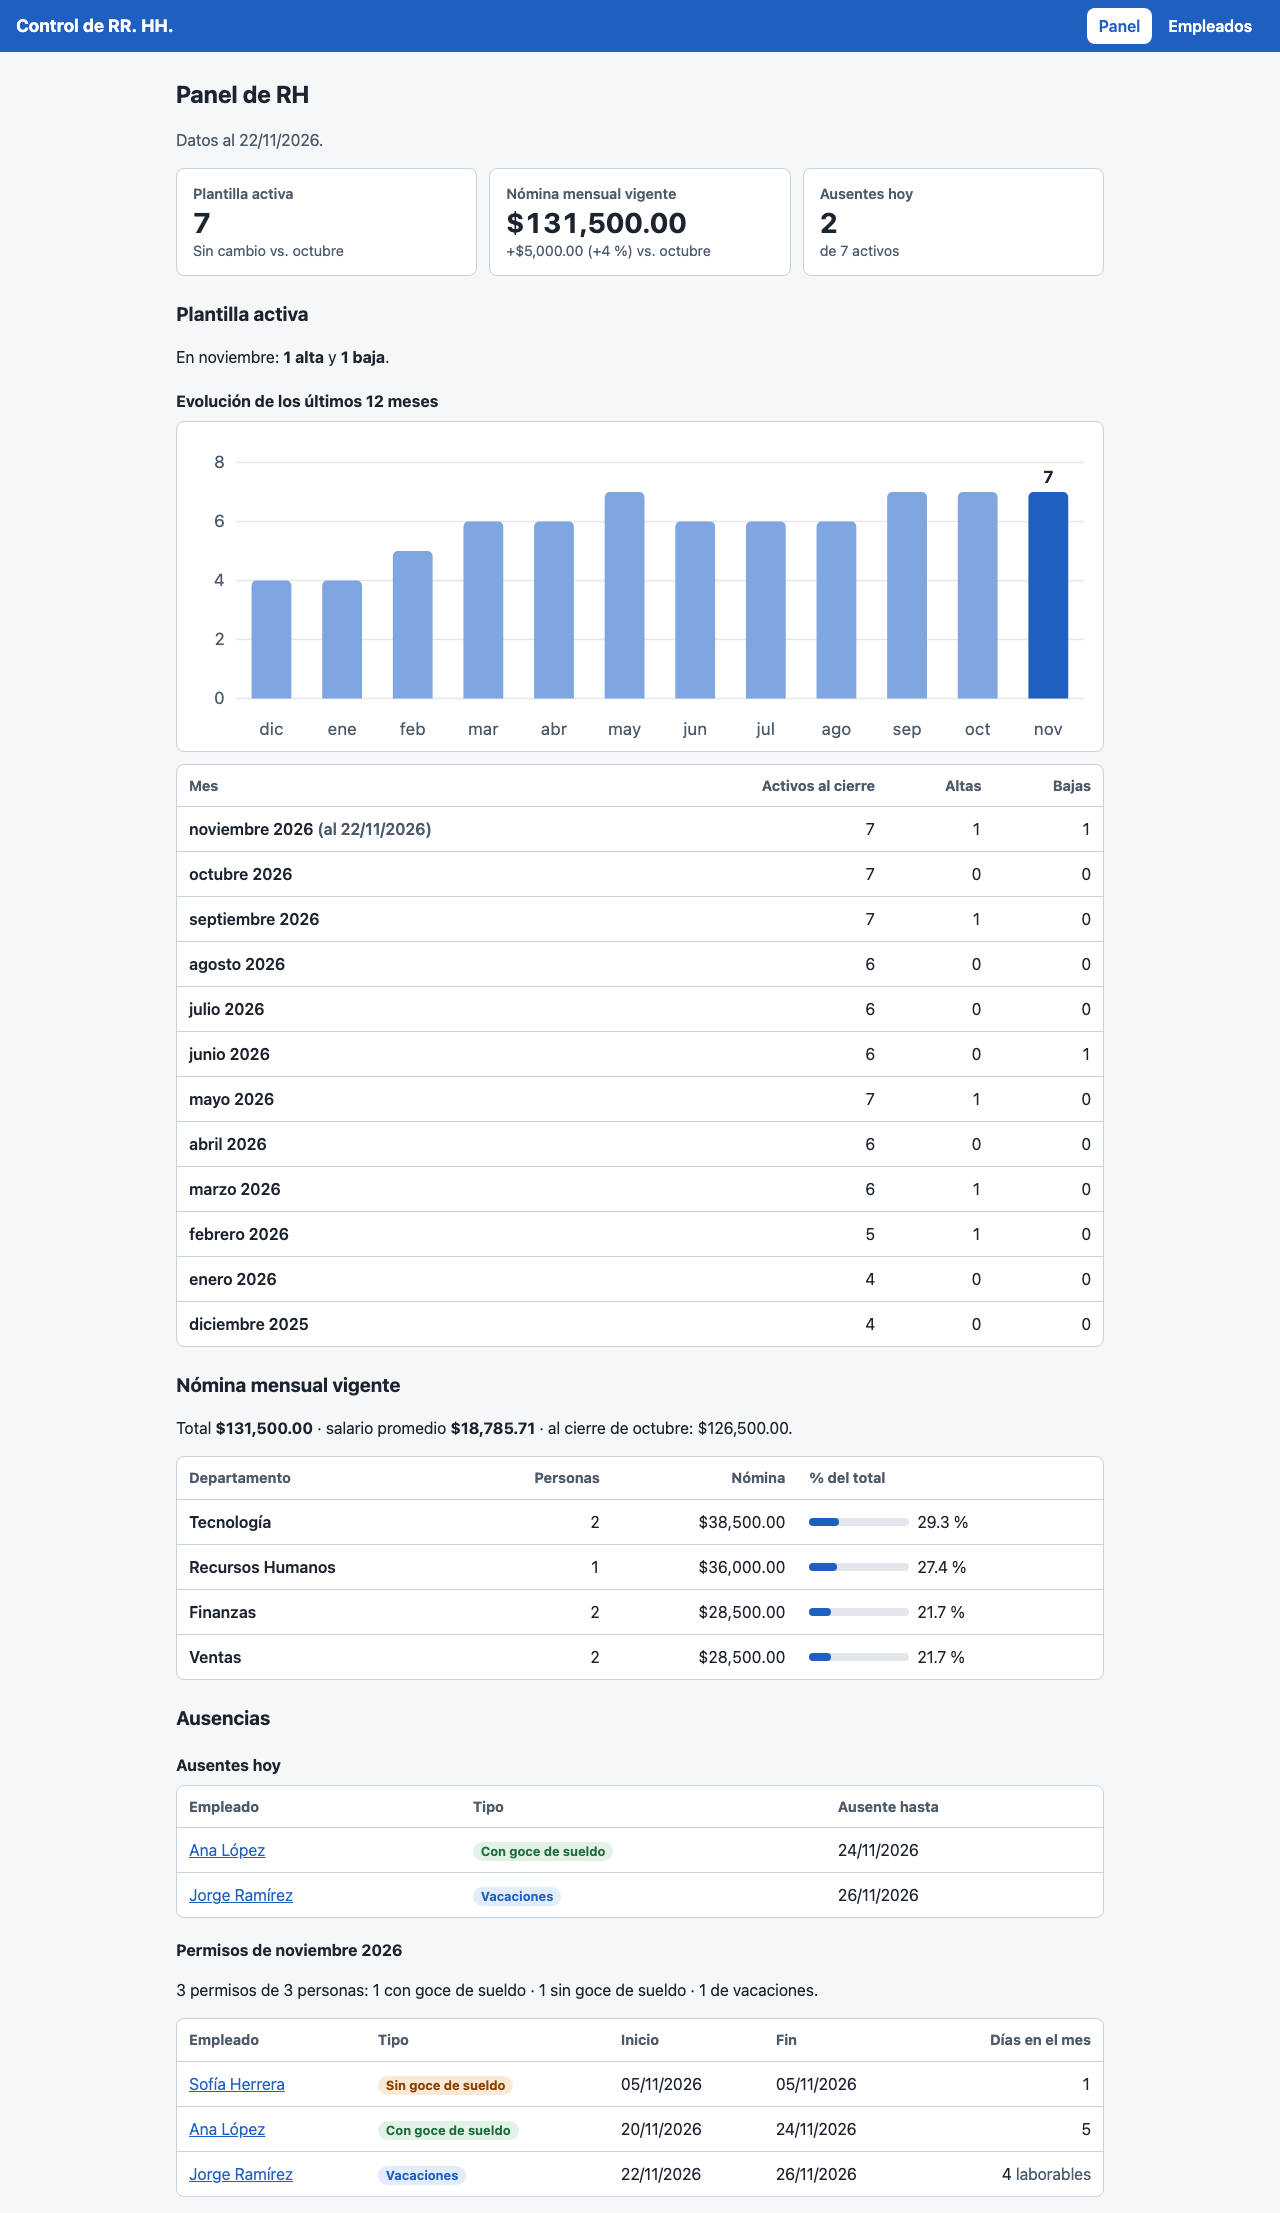 Control de RR. HH.
Panel
Empleados
Panel de RH
Datos al 22/11/2026.
Plantilla activa
7
Sin cambio vs. octubre
Nómina mensual vigente
$131,500.00
+$5,000.00 (+4 %) vs. octubre
Ausentes hoy
2
de 7 activos
Plantilla activa
En noviembre: 1 alta y 1 baja.
Evolución de los últimos 12 meses
8
6
4
2
0
7
dic ene feb mar abr may jun jul ago sep oct nov
Mes Activos al cierre Altas Bajas
noviembre 2026 (al 22/11/2026) 7 1 1
octubre 2026 7 0 0
septiembre 2026 7 1 0
agosto 2026 6 0 0
julio 2026 6 0 0
junio 2026 6 0 1
mayo 2026 7 1 0
abril 2026 6 0 0
marzo 2026 6 1 0
febrero 2026 5 1 0
enero 2026 4 0 0
diciembre 2025 4 0 0
Nómina mensual vigente
Total $131,500.00 · salario promedio $18,785.71 · al cierre de octubre: $126,500.00.
Departamento Personas Nómina % del total
Tecnología 2 $38,500.00 29.3 %
Recursos Humanos 1 $36,000.00 27.4 %
Finanzas 2 $28,500.00 21.7 %
Ventas 2 $28,500.00 21.7 %
Ausencias
Ausentes hoy
Empleado Tipo Ausente hasta
Ana López Con goce de sueldo 24/11/2026
Jorge Ramírez Vacaciones 26/11/2026
Permisos de noviembre 2026
3 permisos de 3 personas: 1 con goce de sueldo · 1 sin goce de sueldo · 1 de vacaciones.
Empleado Tipo Inicio Fin Días en el mes
Sofía Herrera Sin goce de sueldo 05/11/2026 05/11/2026 1
Ana López Con goce de sueldo 20/11/2026 24/11/2026 5
Jorge Ramírez Vacaciones 22/11/2026 26/11/2026 4 laborables